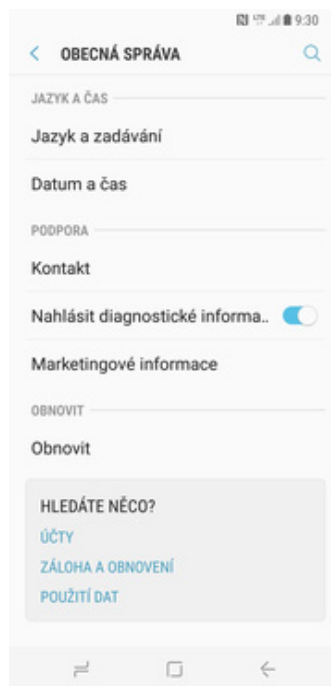 9:30
OBECNÁ SPRÁVA
JAZYK A ČAS
Jazyk a zadávání
Datum a čas
PODPORA
Kontakt
Nahlásit diagnostické informa..
Marketingové informace
OBNOVIT
Obnovit
HLEDÁTE NĚCO?
ÚČTY
ZÁLOHA A OBNOVENÍ
POUŽITÍ DAT